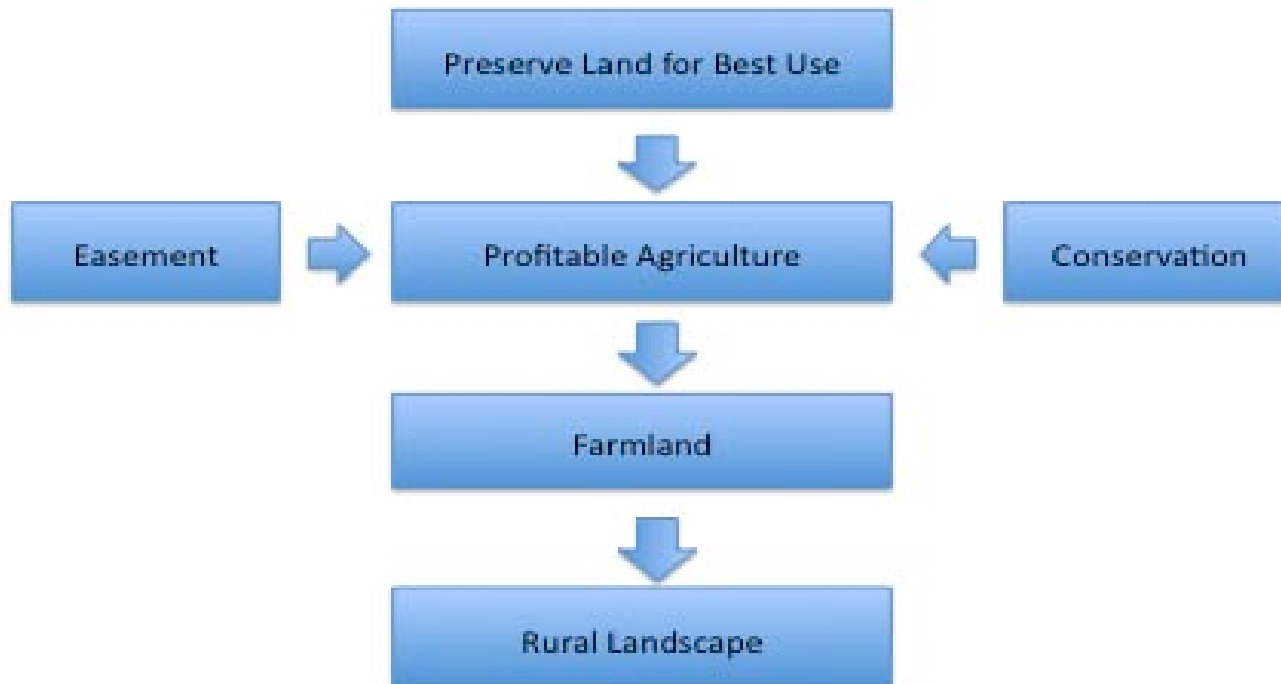 Preserve Land for Best Use
Easement
Profitable Agriculture
Conservation
Farmland
Rural Landscape